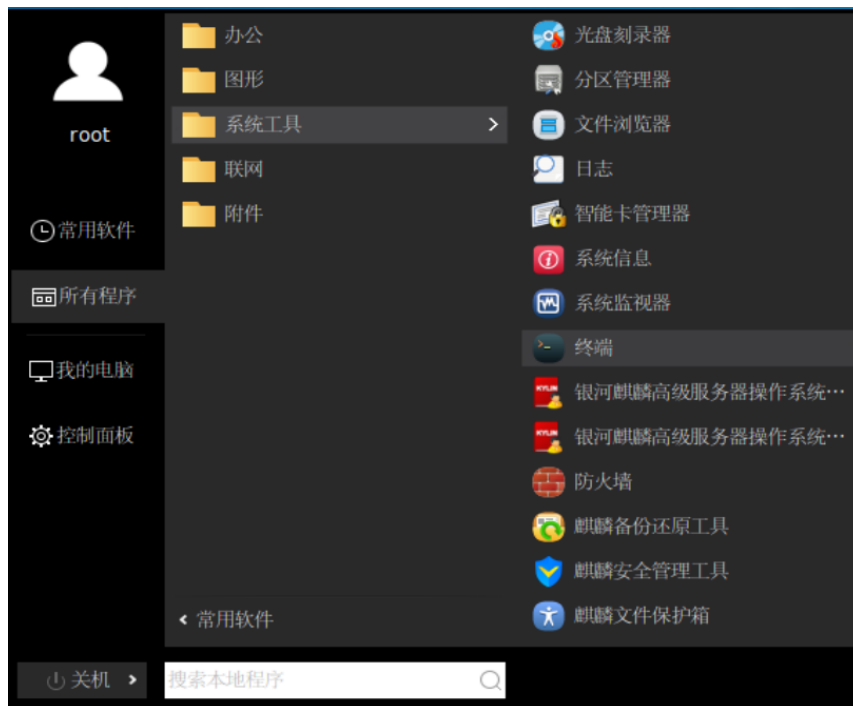 root
常用软件
所有程序
我的电脑
控制面板
关机
办公
图形
系统工具
联网
附件
常用软件
搜索本地程序
光盘刻录器
分区管理器
文件浏览器
日志
智能卡管理器
系统信息
系统监视器
终端
银河麒麟高级服务器操作系统…
银河麒麟高级服务器操作系统…
防火墙
麒麟备份还原工具
麒麟安全管理工具
麒麟文件保护箱